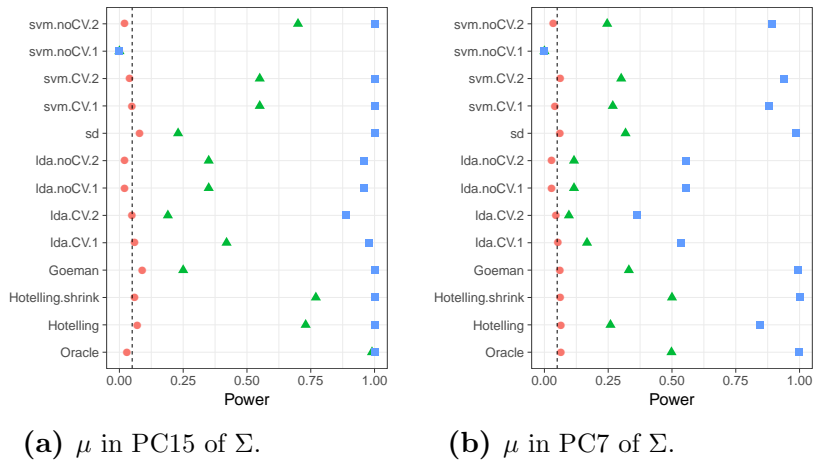 svm.noCV.2
svm.noCV.1
svm.CV.2
svm.CV.1
sd
lda.noCV.2
lda.noCV.1
lda.CV.2
lda.CV.1
Goeman
Hotelling.shrink
Hotelling
Oracle
0.00 0.25 0.50 0.75 1.00
Power
(a) μ in PC15 of Σ.
svm.noCV.2
svm.noCV.1
svm.CV.2
svm.CV.1
sd
lda.noCV.2
lda.noCV.1
lda.CV.2
lda.CV.1
Goeman
Hotelling.shrink
Hotelling
Oracle
0.00 0.25 0.50 0.75 1.00
Power
(b) μ in PC7 of Σ.